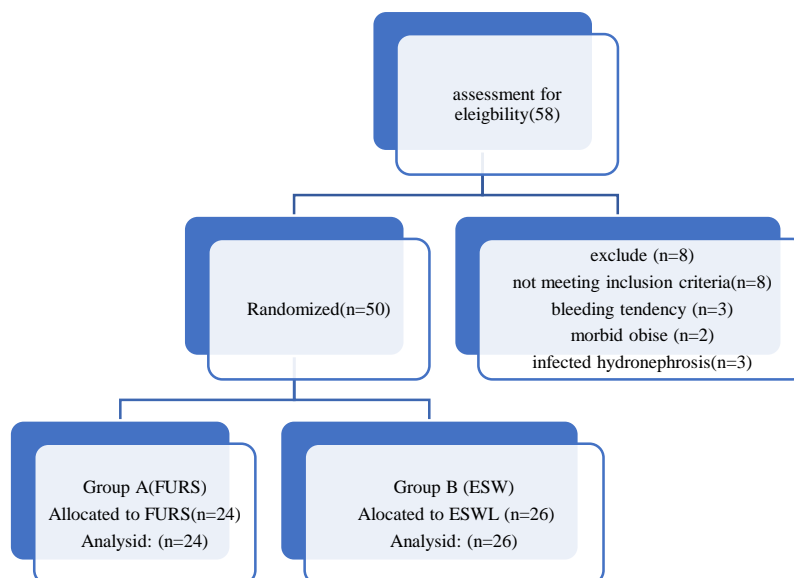 assessment for
eleigbility(58)
Randomized(n=50)
exclude (n=8)
not meeting inclusion criteria(n=8)
bleeding tendency (n=3)
morbid obise (n=2)
infected hydronephrosis(n=3)
Group A(FURS)
Allocated to FURS(n=24)
Analysid: (n=24)
Group B (ESW)
Alocated to ESWL (n=26)
Analysid: (n=26)